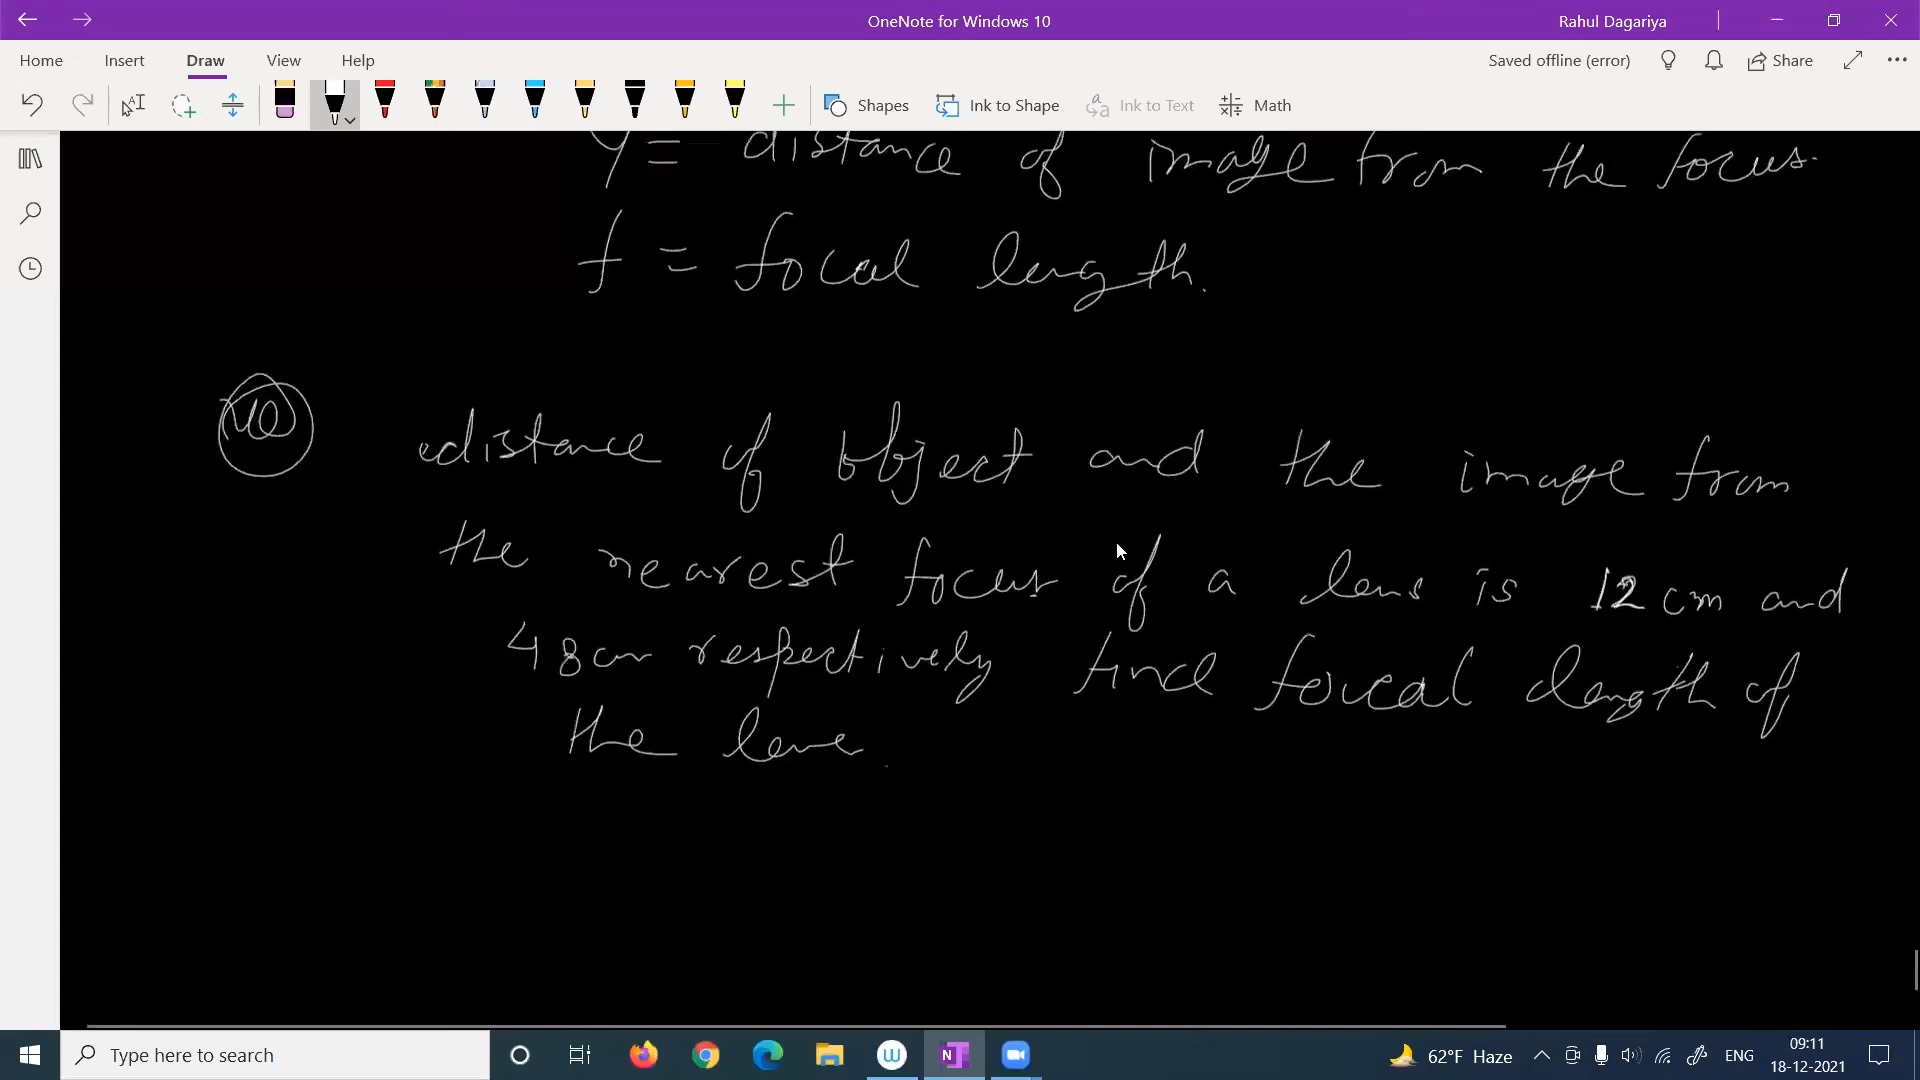 OneNote for Windows 10
Rahul Dagariya
Home Insert Draw View Help
Saved offline (error) Share
Shapes Ink to Shape Ink to Text Math
y = distance of image from the focus.
f = focal length.
distance of object and the image from
the nearest focus of a lens is 12 cm and
48cm respectively find foucal length of
the lens.
Type here to search
62°F Haze ENG
09:11
18-12-2021